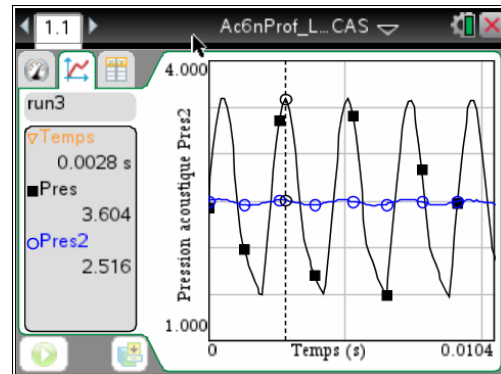 1.1
Ac6nProf_L...CAS
run3
Temps
0.0028 s
Pres
3.604
Pres2
2.516
4.000
Pression acoustique Pres2
1.000
0
Temps (s)
0.0104